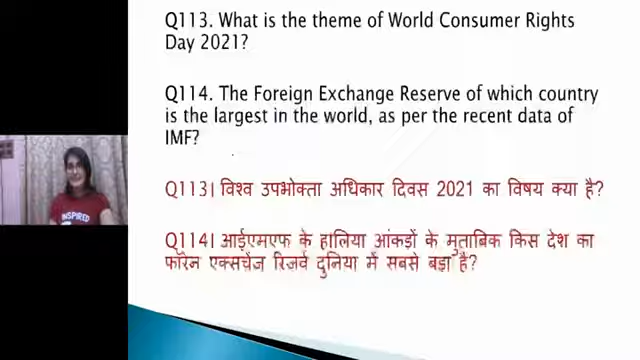 Q113. What is the theme of World Consumer Rights
Day 2021?
Q114. The Foreign Exchange Reserve of which country
is the largest in the world, as per the recent data of
IMF?
Q113। विश्व उपभोक्ता अधिकार दिवस 2021 का विषय क्या है?
Q114। आईएमएफ के हालिया आंकड़ों के मुताबिक किस देश का
फॉरेन एक्सचेंज रिजर्व दुनिया में सबसे बड़ा है?
INSPIRED